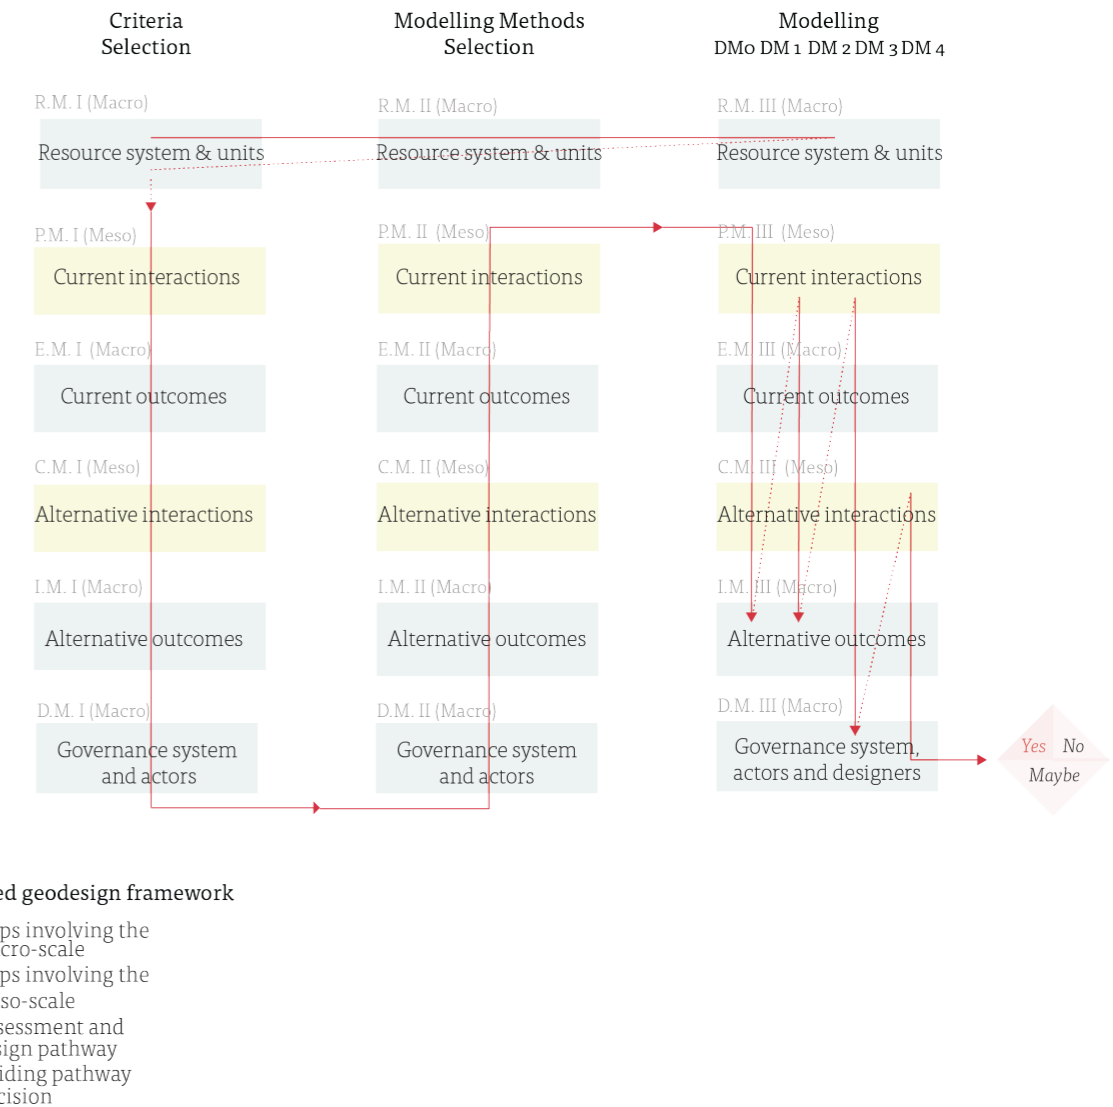 Criteria
Selection
Modelling Methods
Selection
Modelling
DM0 DM 1 DM 2 DM 3 DM 4
R.M. I (Macro)
R.M. II (Macro)
R.M. III (Macro)
Resource system & units
Resource system & units
Resource system & units
P.M. I (Meso)
P.M. II (Meso)
P.M. III (Meso)
Current interactions
Current interactions
Current interactions
E.M. I (Macro)
E.M. II (Macro)
E.M. III (Macro)
Current outcomes
Current outcomes
Current outcomes
C.M. I (Meso)
C.M. II (Meso)
C.M. III (Meso)
Alternative interactions
Alternative interactions
Alternative interactions
I.M. I (Macro)
I.M. II (Macro)
I.M. III (Macro)
Alternative outcomes
Alternative outcomes
Alternative outcomes
D.M. I (Macro)
D.M. II (Macro)
D.M. III (Macro)
Governance system
and actors
Governance system
and actors
Governance system,
actors and designers
Yes No
Maybe
ed geodesign framework
ps involving the
cro-scale
ps involving the
so-scale
sessment and
sign pathway
iding pathway
cision